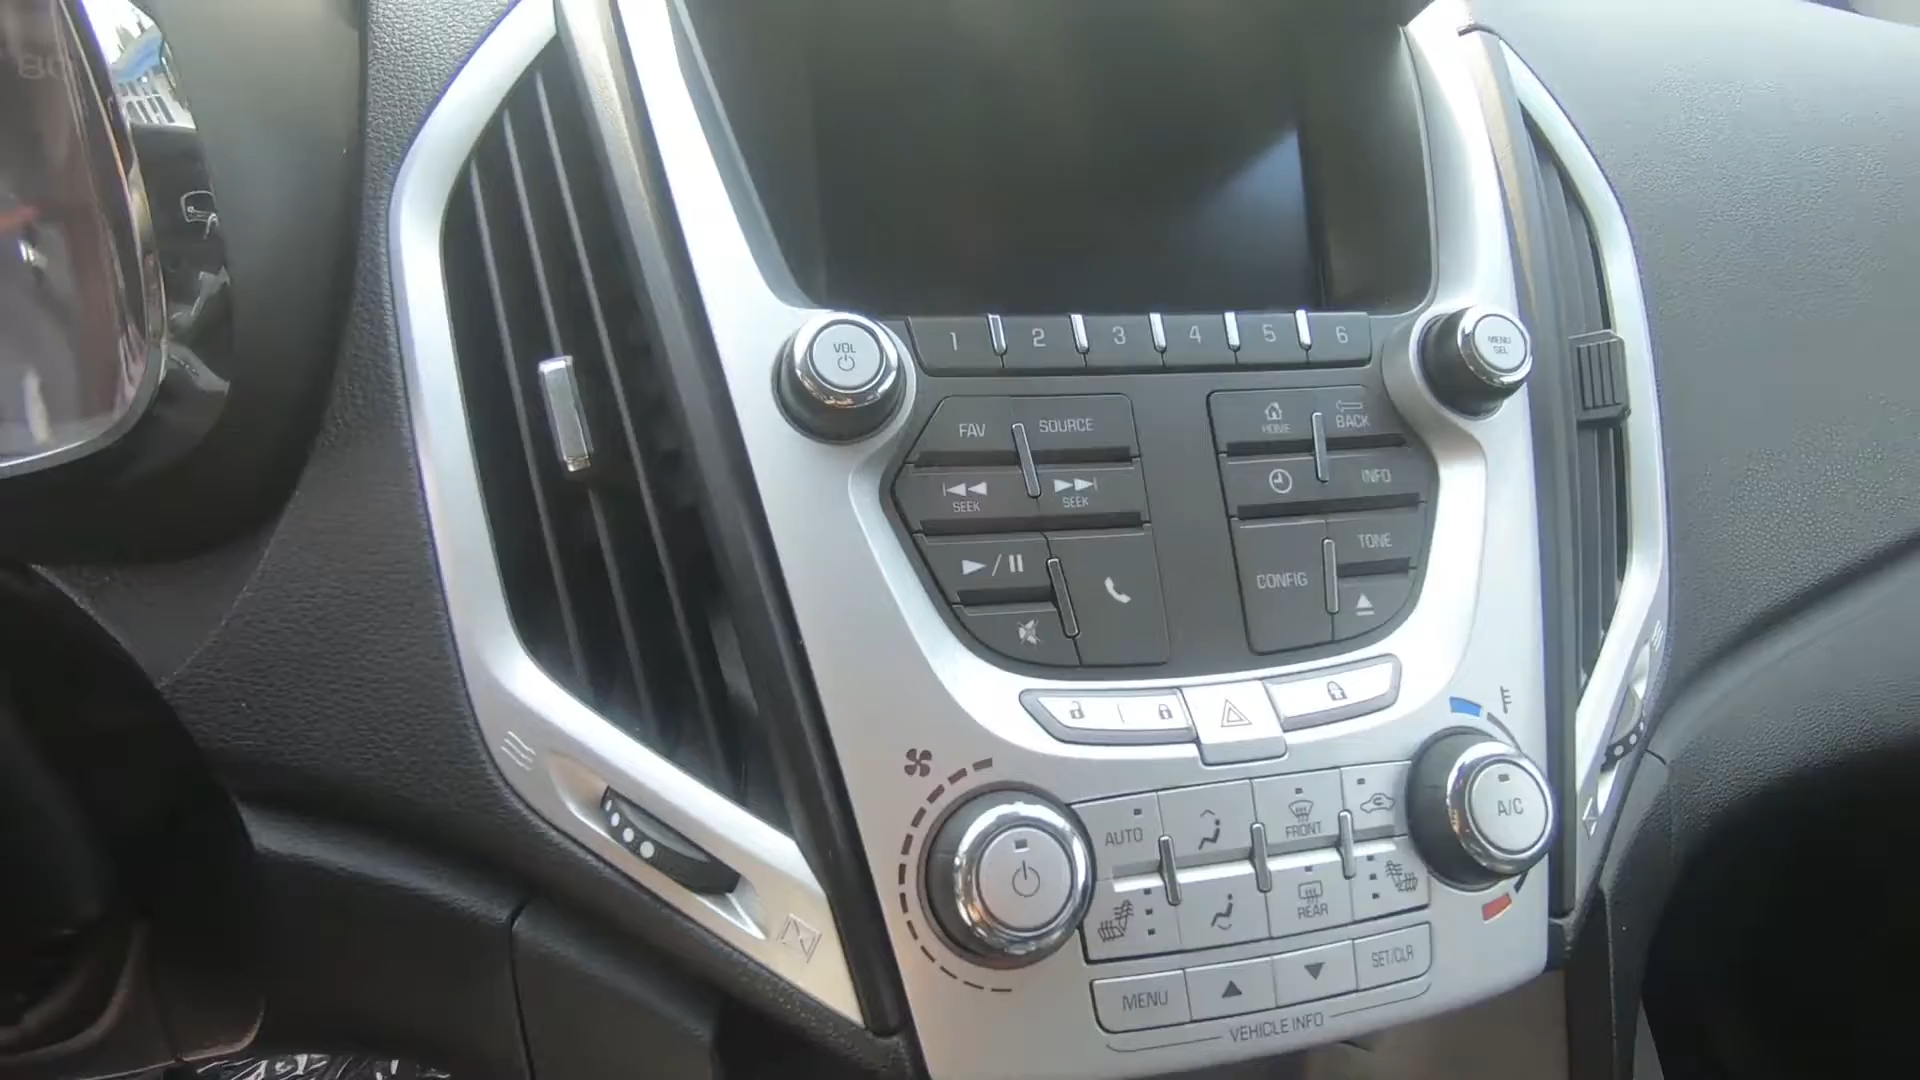 80
VOL
1 2 3 4 5 6
MENU
SEL
FAV SOURCE
HOME BACK
SEEK SEEK
INFO
TONE
CONFIG
AUTO
FRONT
A/C
REAR
MENU SET/CLR
VEHICLE INFO